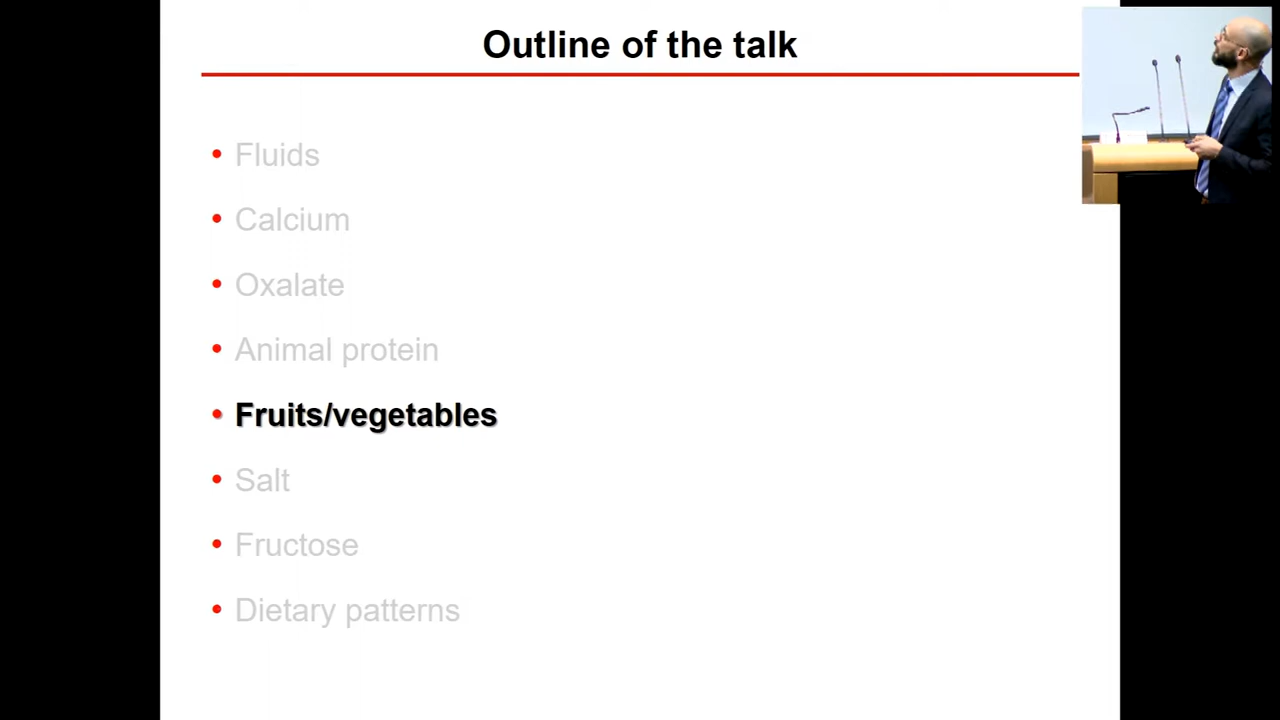 Outline of the talk
• Fluids
• Calcium
• Oxalate
• Animal protein
• Fruits/vegetables
• Salt
• Fructose
• Dietary patterns